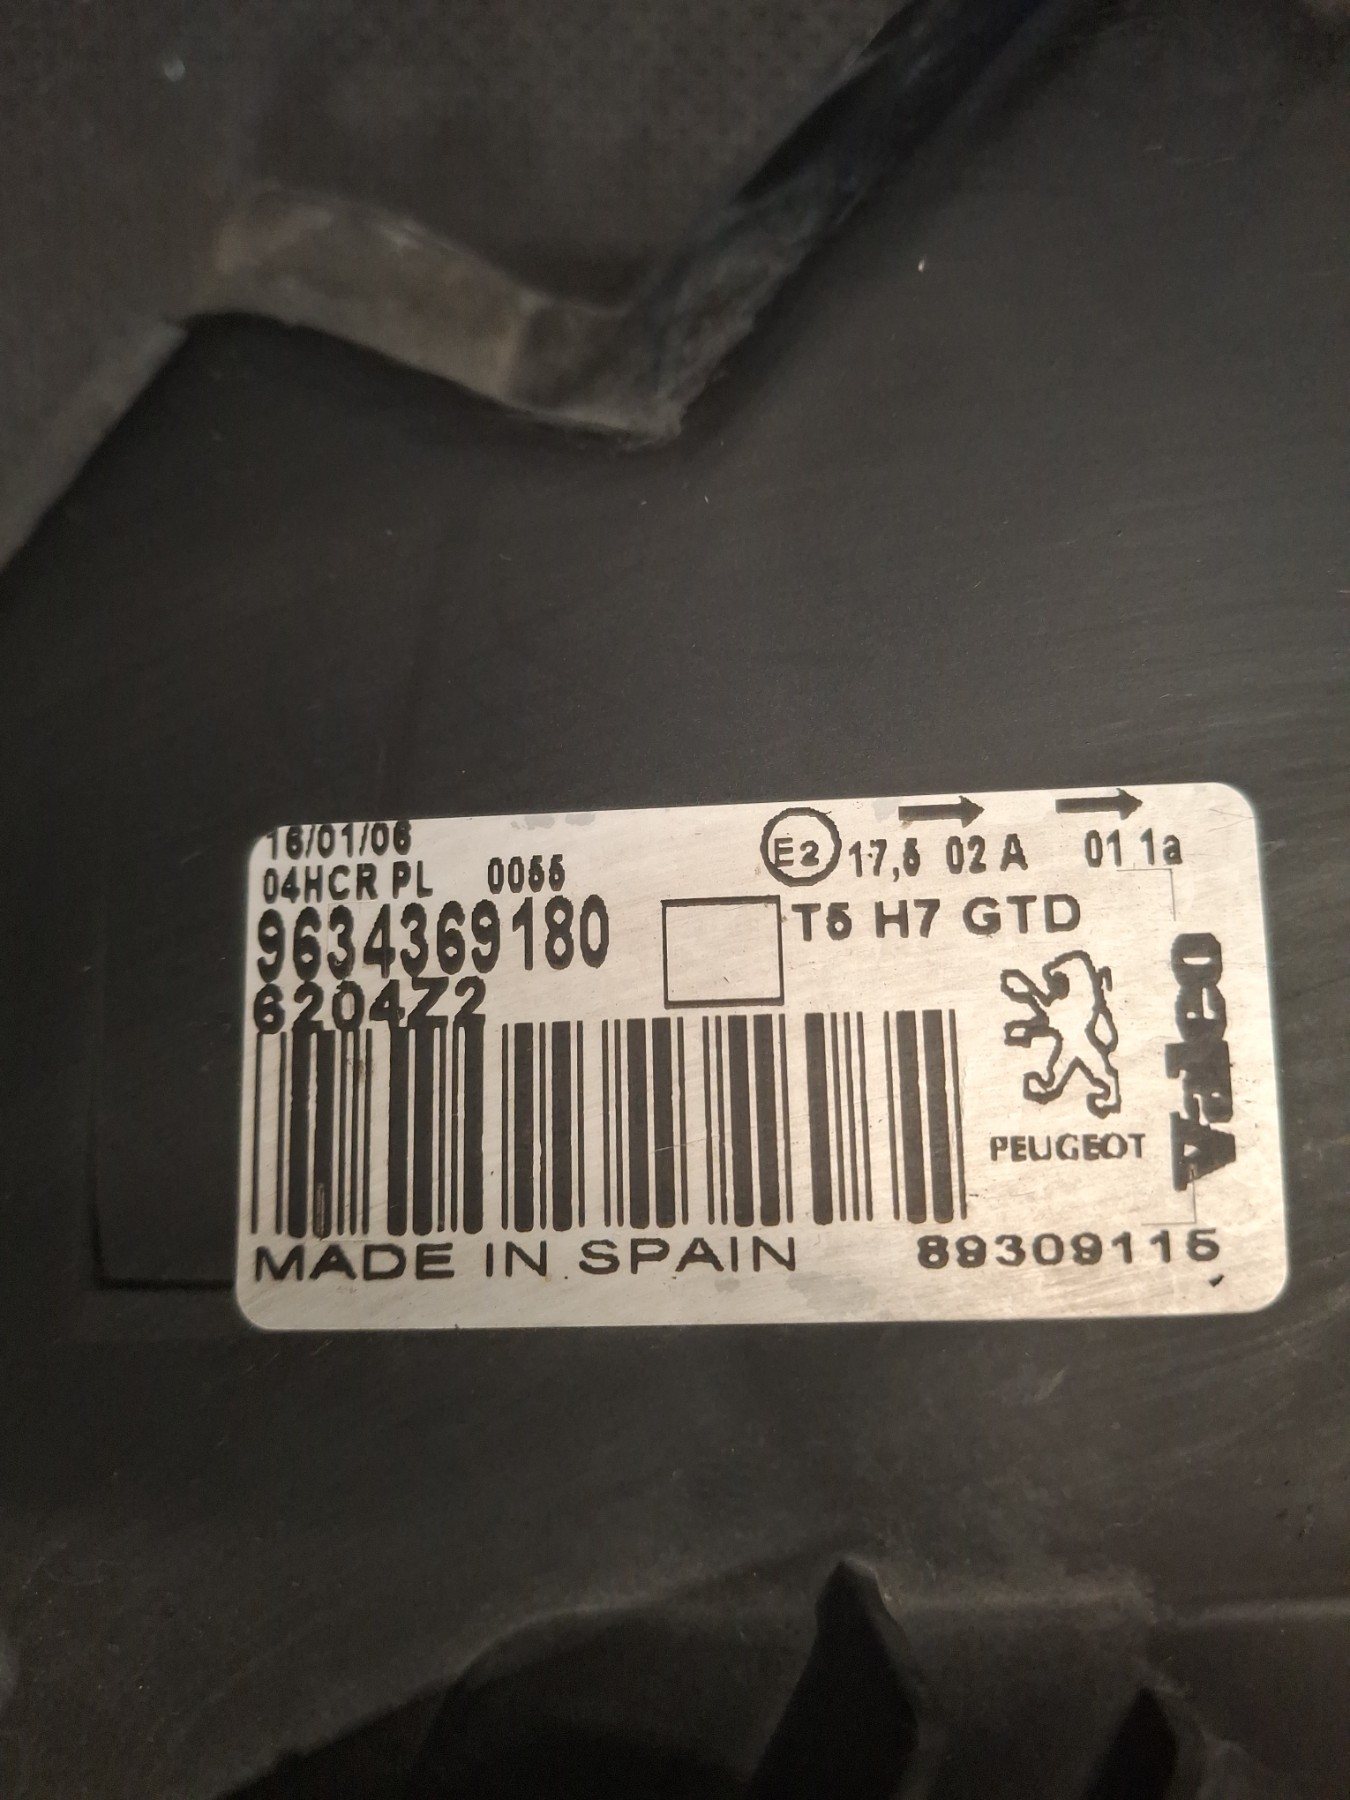 16/01/06
04HCR PL 0055
9634369180
6204Z2
E2 17,5 02 A 01 1a
T5 H7 GTD
PEUGEOT
Valeo
MADE IN SPAIN 89309115